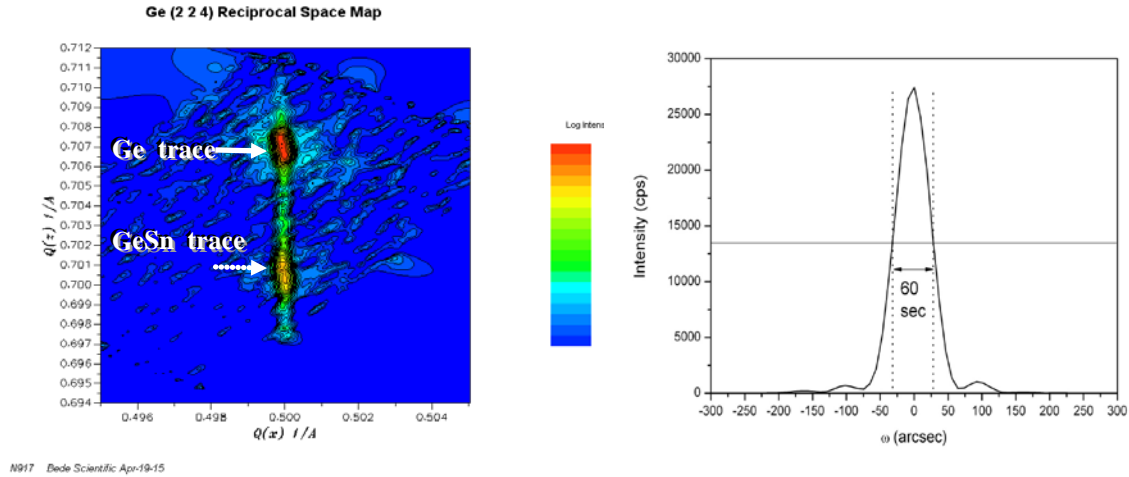 Ge (2 2 4) Reciprocal Space Map
0.712
0.711
0.710
0.709
0.708
0.707
0.706
0.705
0.704
0.703
0.702
0.701
0.700
0.699
0.698
0.697
0.696
0.695
0.694
Q(z) 1/A
Ge trace
GeSn trace
0.496
0.498
0.500
0.502
0.504
Q(x) 1/A
Log Intens
N917 Bede Scientific Apr-19-15
30000
25000
20000
15000
10000
5000
0
Intensity (cps)
60
sec
-300 -250 -200 -150 -100 -50 0 50 100 150 200 250 300
ω (arcsec)